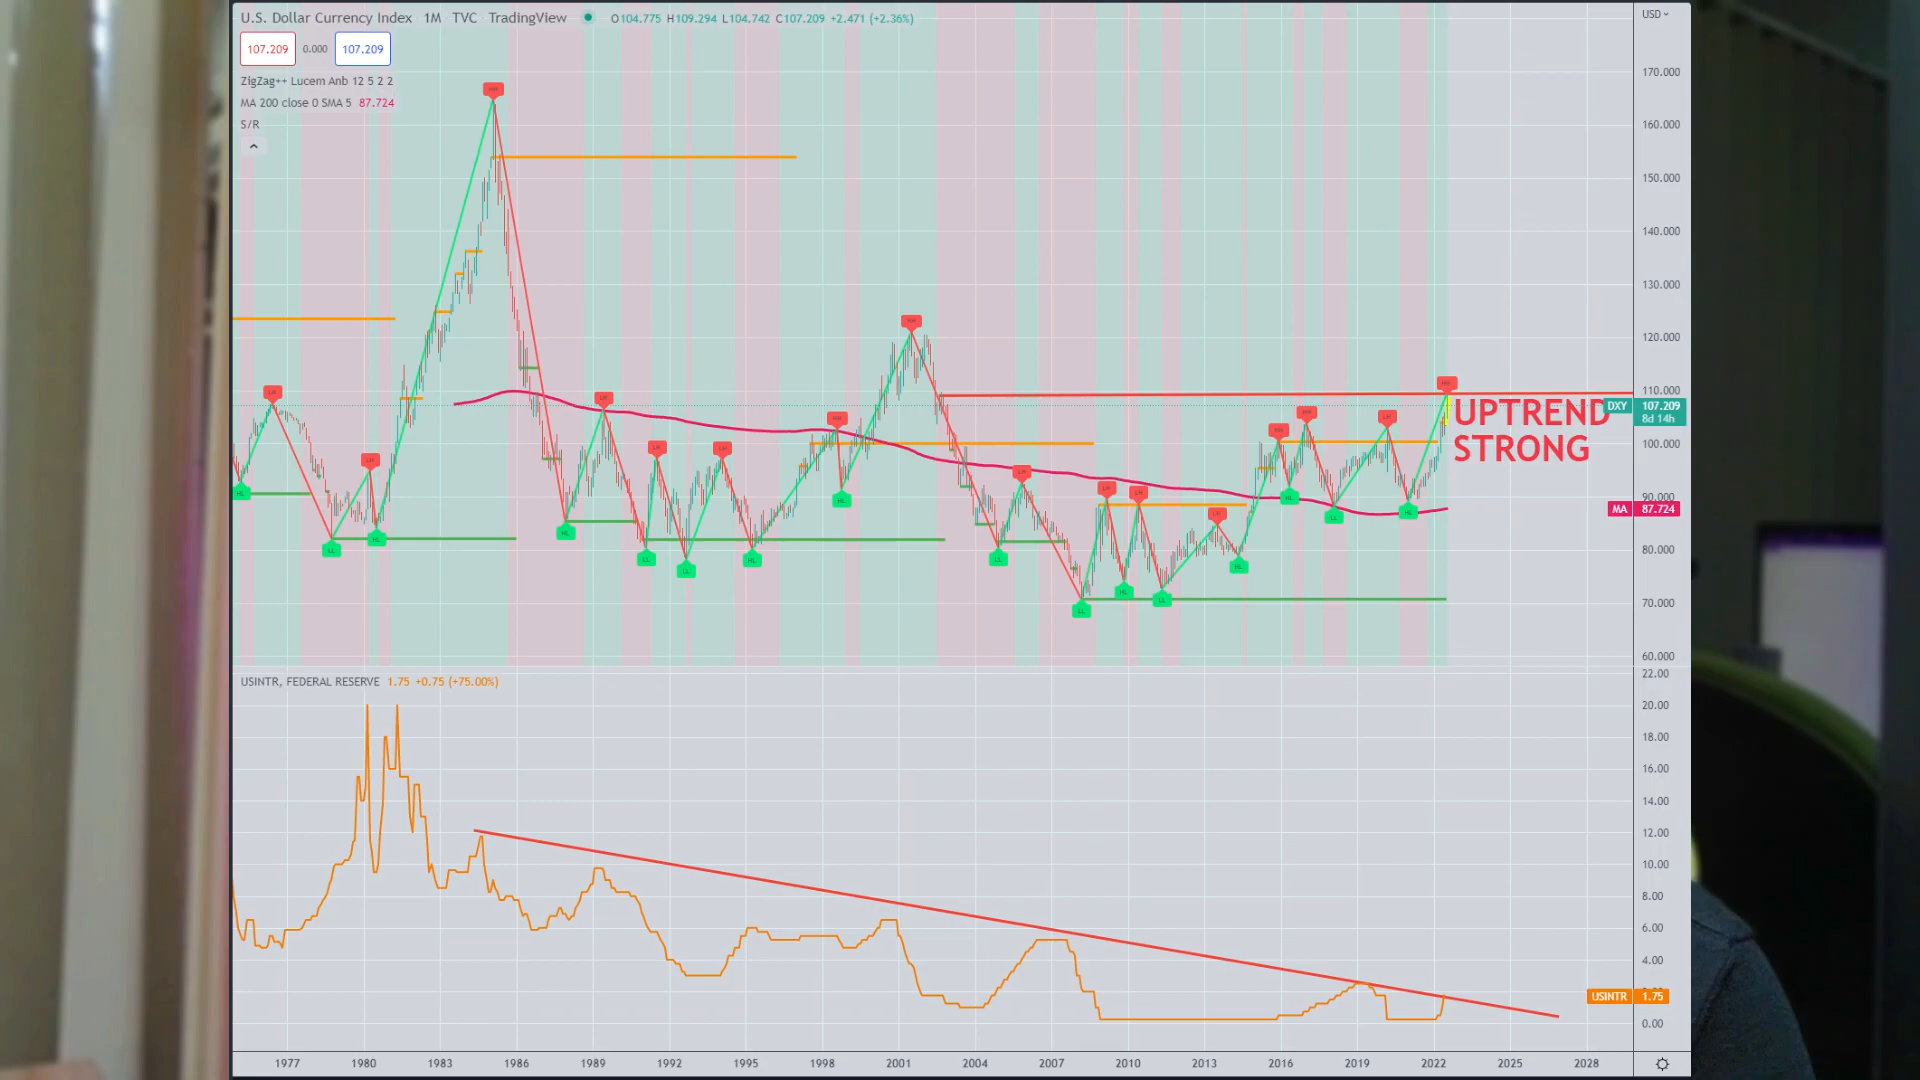 U.S. Dollar Currency Index 1M TVC TradingView O104.775 H109.294 L104.742 C107.209 +2.471 (+2.36%)
USD
107.209 0.000 107.209
ZigZag++ Lucem Anb 12 5 2 2
MA 200 close 0 SMA 5 87.724
S/R
170.000
160.000
150.000
140.000
130.000
120.000
110.000
DXY 107.209
8d 14h
UPTREND
STRONG
100.000
90.000
MA 87.724
80.000
70.000
60.000
USINTR, FEDERAL RESERVE 1.75 +0.75 (+75.00%)
22.00
20.00
18.00
16.00
14.00
12.00
10.00
8.00
6.00
4.00
USINTR 1.75
0.00
1977 1980 1983 1986 1989 1992 1995 1998 2001 2004 2007 2010 2013 2016 2019 2022 2025 2028